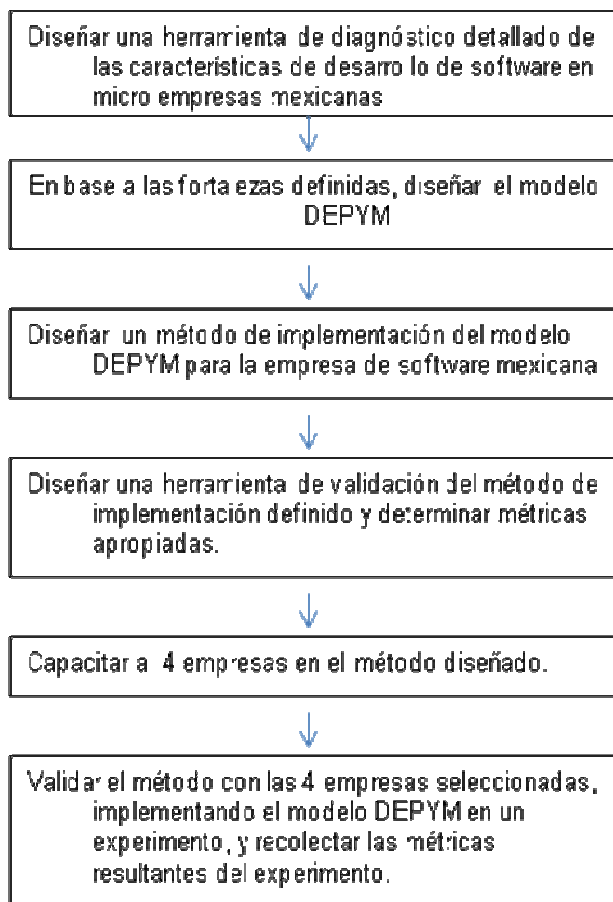 Diseñar una herramienta de diagnóstico detallado de
las características de desarrollo de software en
micro empresas mexicanas
En base a las fortalezas definidas, diseñar el modelo
DEPYM
Diseñar un método de implementación del modelo
DEPYM para la empresa de software mexicana
Diseñar una herramienta de validación del método de
implementación definido y determinar métricas
apropiadas.
Capacitar a 4 empresas en el método diseñado.
Validar el método con las 4 empresas seleccionadas,
implementando el modelo DEPYM en un
experimento, y recolectar las métricas
resultantes del experimento.